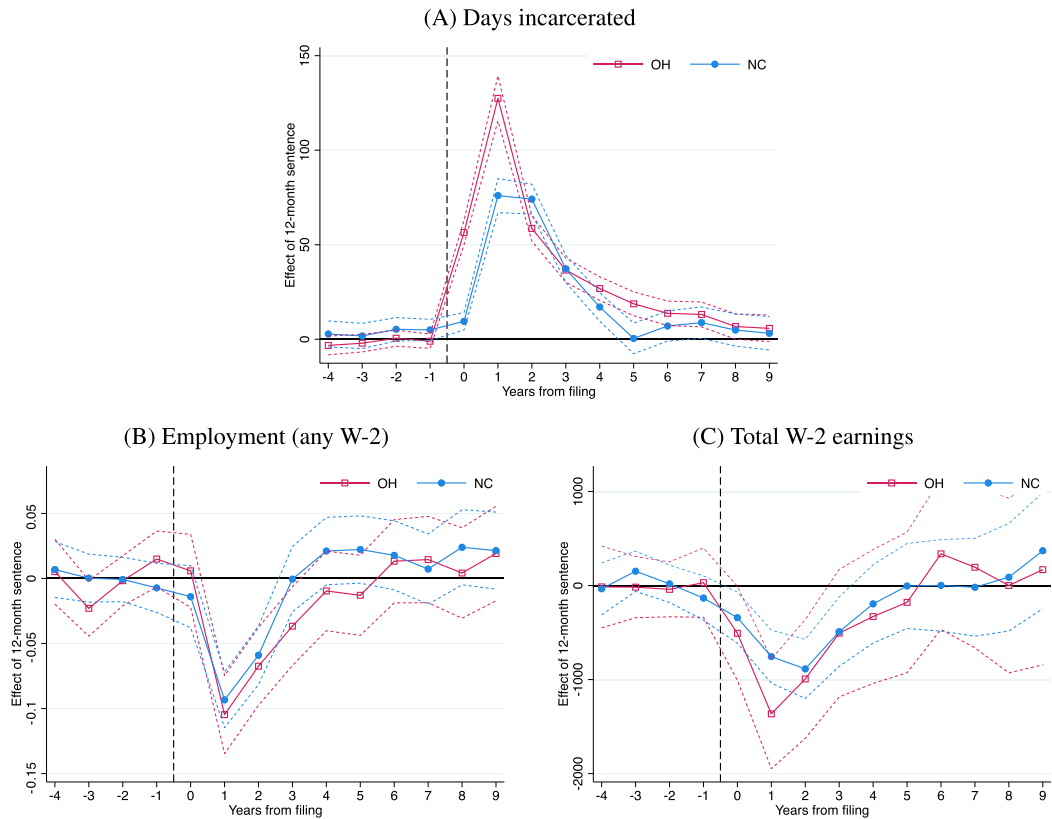 (A) Days incarcerated
OH NC
Effect of 12-month sentence
150
100
50
0
-4 -3 -2 -1 0 1 2 3 4 5 6 7 8 9
Years from filing
(B) Employment (any W-2)
OH NC
Effect of 12-month sentence
0.05
0
-0.05
-0.1
-0.15
-4 -3 -2 -1 0 1 2 3 4 5 6 7 8 9
Years from filing
(C) Total W-2 earnings
OH NC
Effect of 12-month sentence
1000
0
-1000
-2000
-4 -3 -2 -1 0 1 2 3 4 5 6 7 8 9
Years from filing